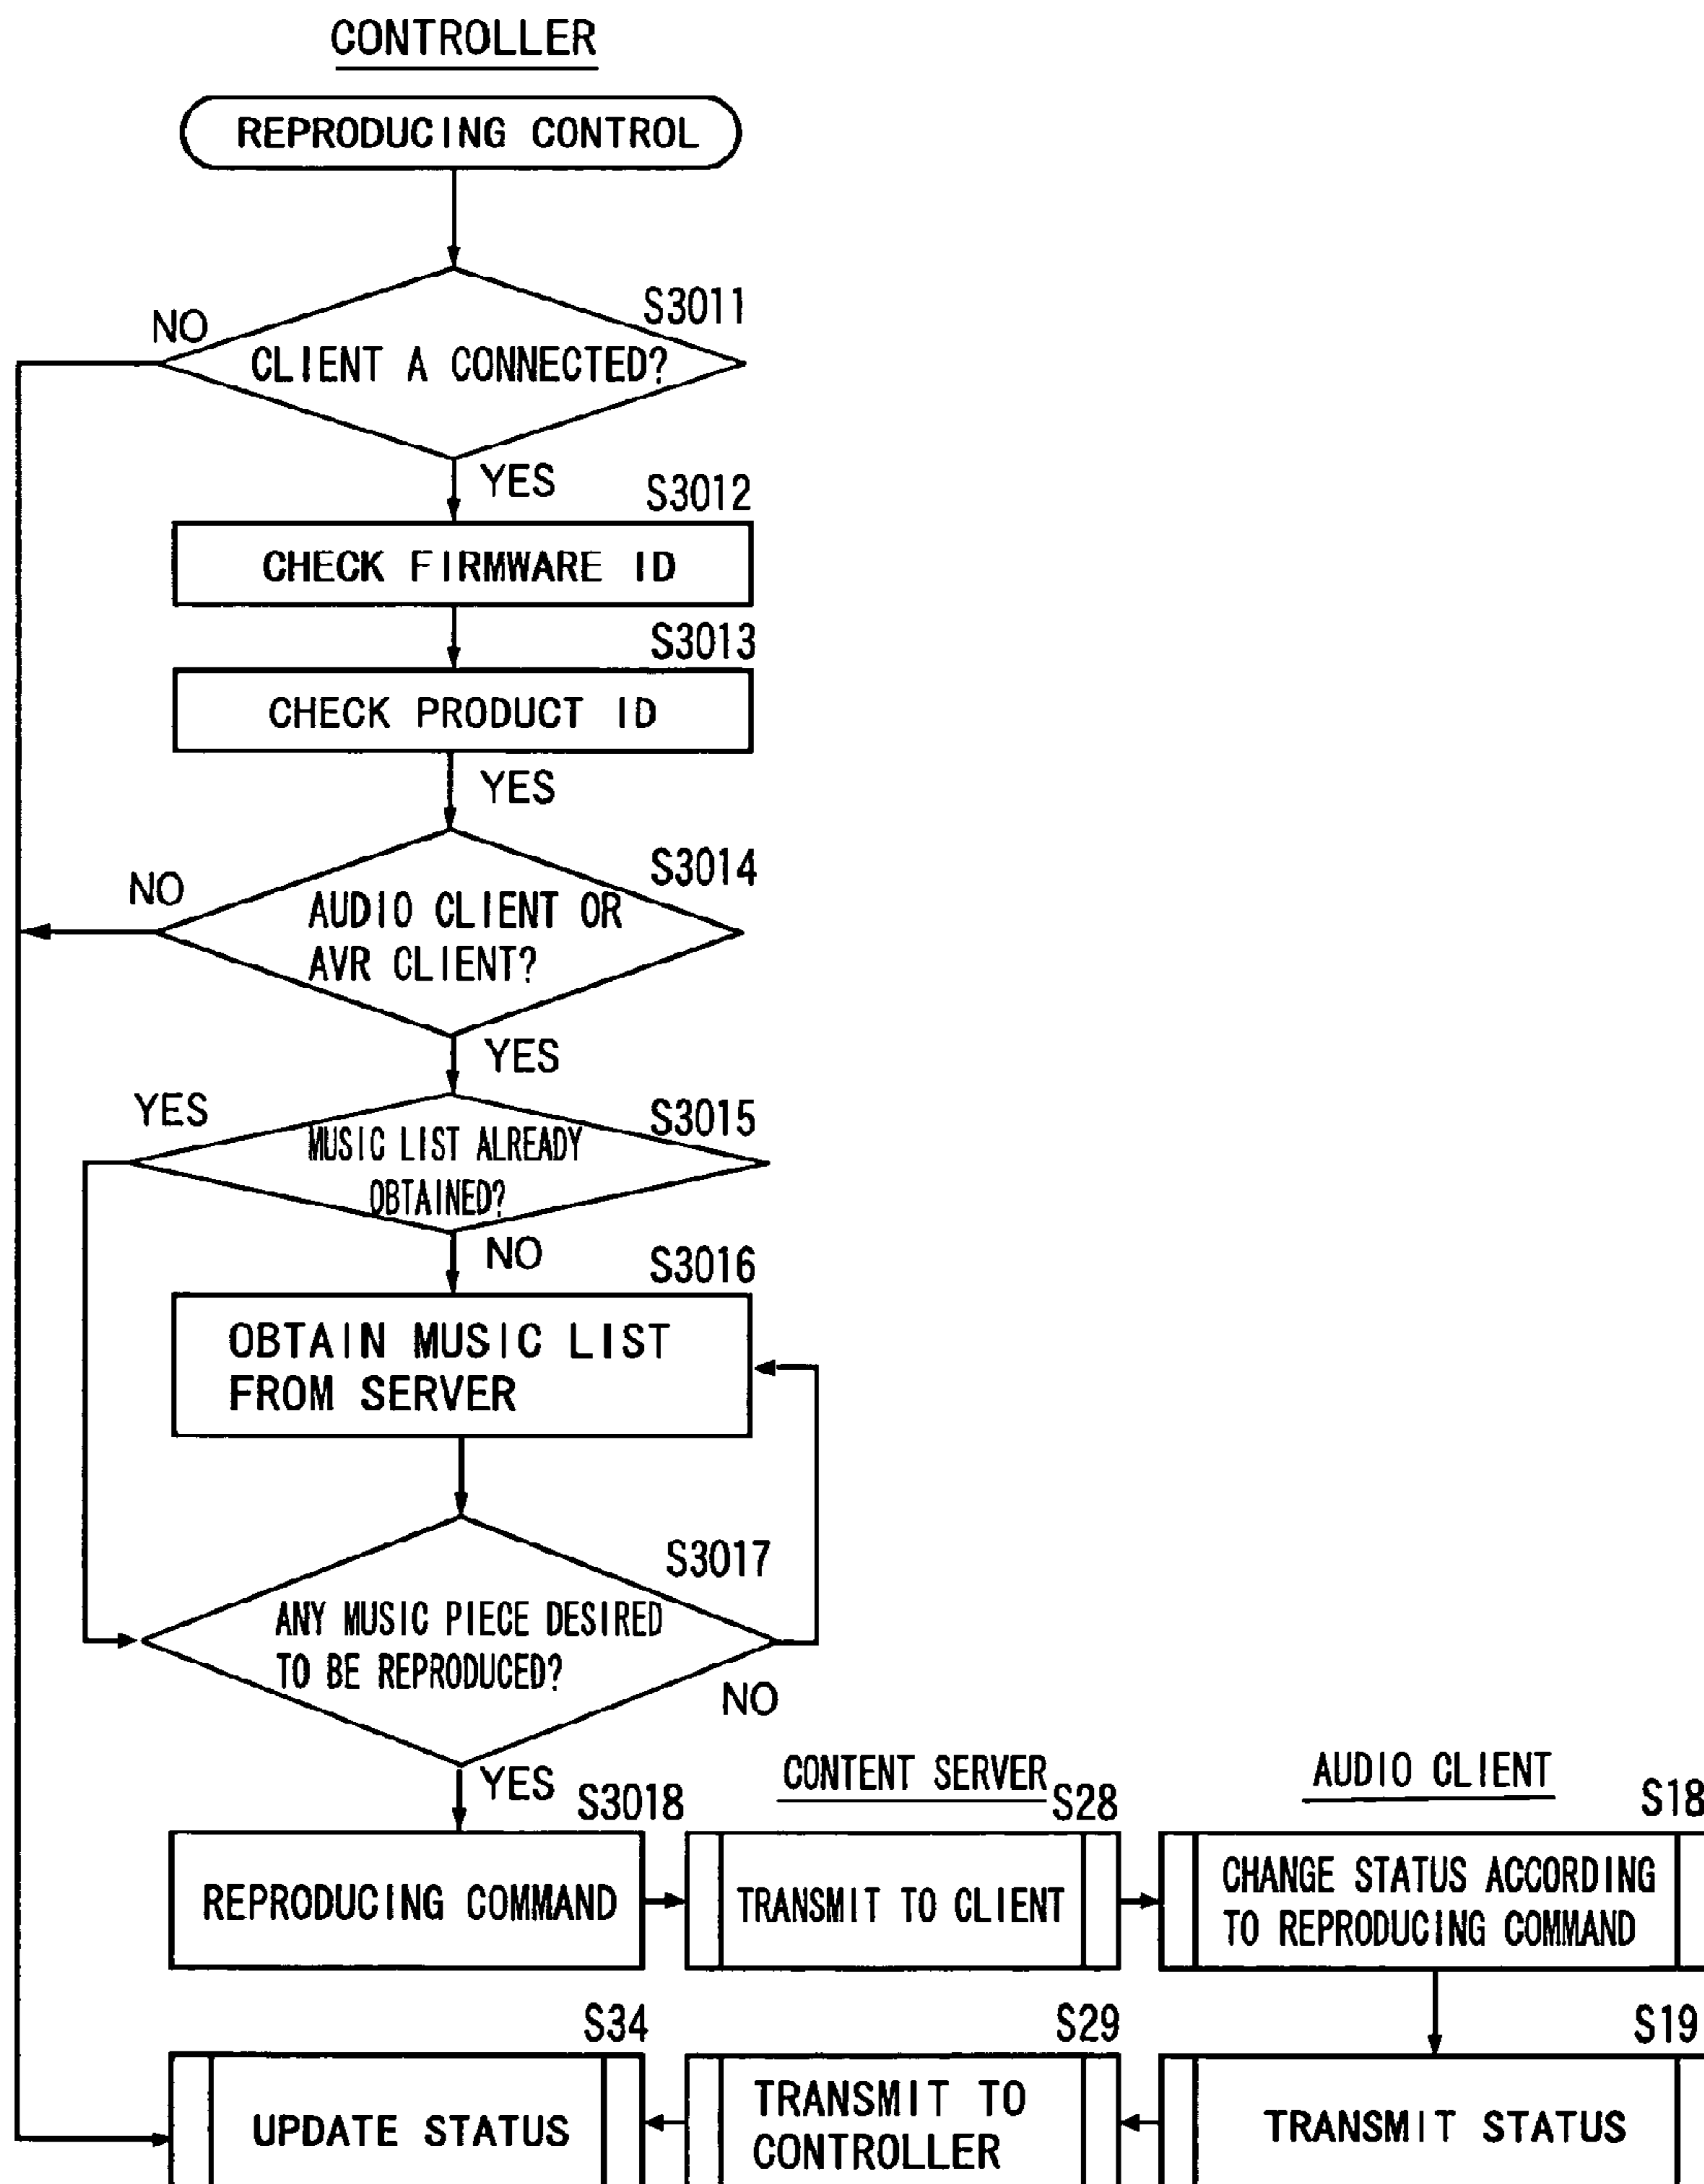 CONTROLLER
REPRODUCING CONTROL
S3011
NO
CLIENT A CONNECTED?
YES
S3012
CHECK FIRMWARE ID
S3013
CHECK PRODUCT ID
YES
S3014
NO
AUDIO CLIENT OR
AVR CLIENT?
YES
YES
S3015
MUSIC LIST ALREADY
OBTAINED?
NO
S3016
OBTAIN MUSIC LIST
FROM SERVER
S3017
ANY MUSIC PIECE DESIRED
TO BE REPRODUCED?
NO
YES
S3018
REPRODUCING COMMAND
CONTENT SERVER
S28
TRANSMIT TO CLIENT
AUDIO CLIENT
S18
CHANGE STATUS ACCORDING
TO REPRODUCING COMMAND
S34
UPDATE STATUS
S29
TRANSMIT TO
CONTROLLER
S19
TRANSMIT STATUS